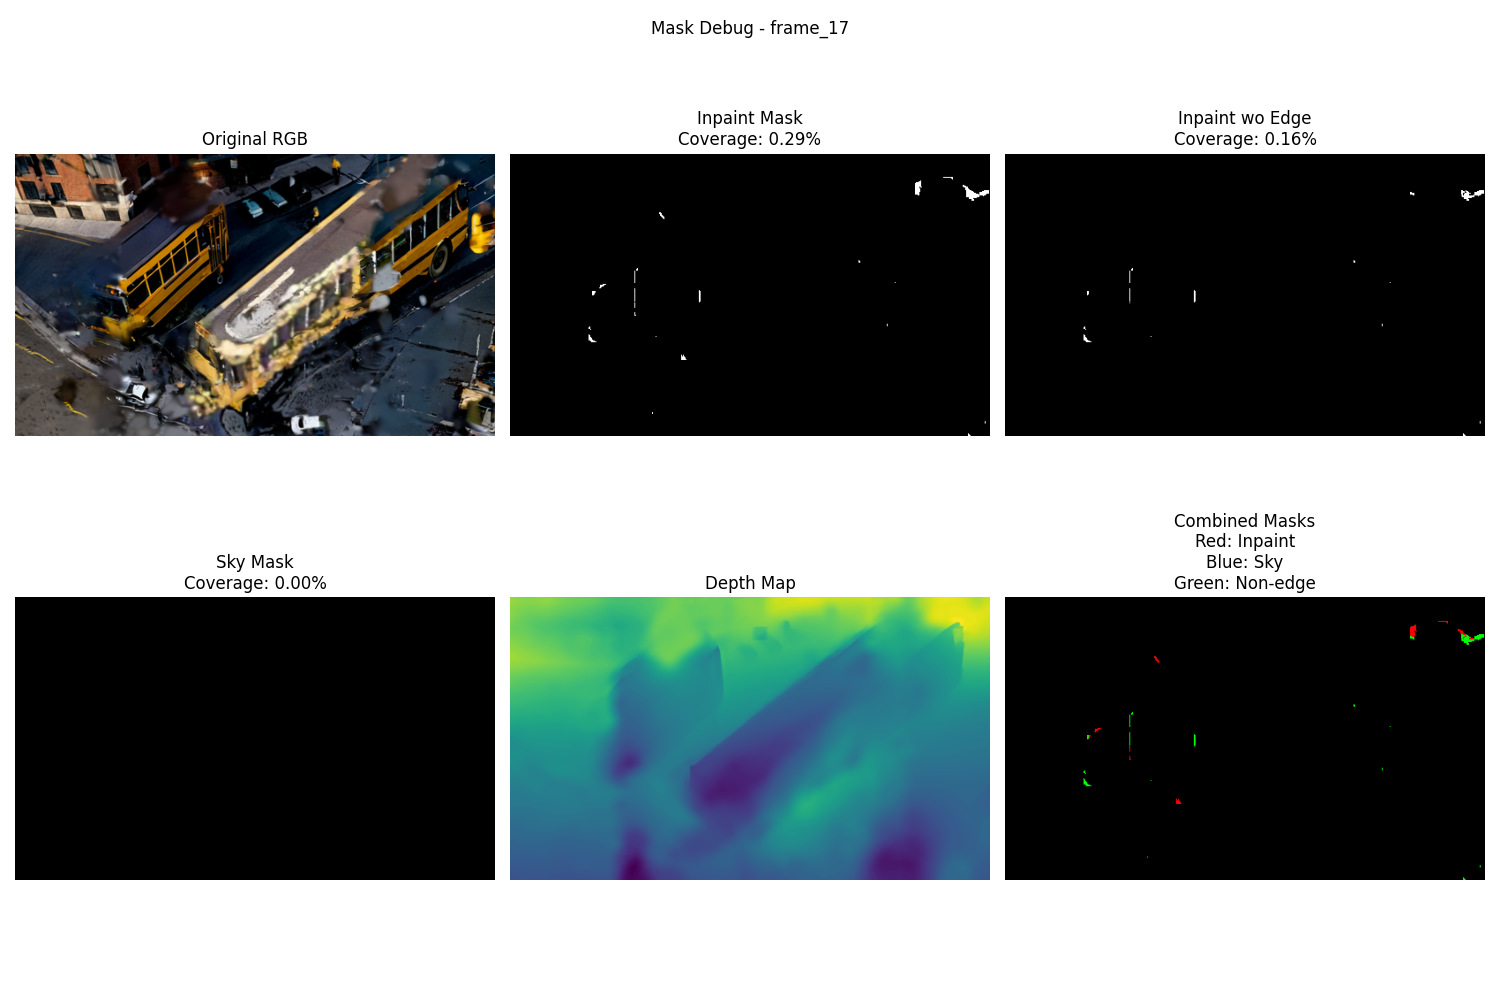 Mask Debug - frame_17
Original RGB
Inpaint Mask
Coverage: 0.29%
Inpaint wo Edge
Coverage: 0.16%
Sky Mask
Coverage: 0.00%
Depth Map
Combined Masks
Red: Inpaint
Blue: Sky
Green: Non-edge